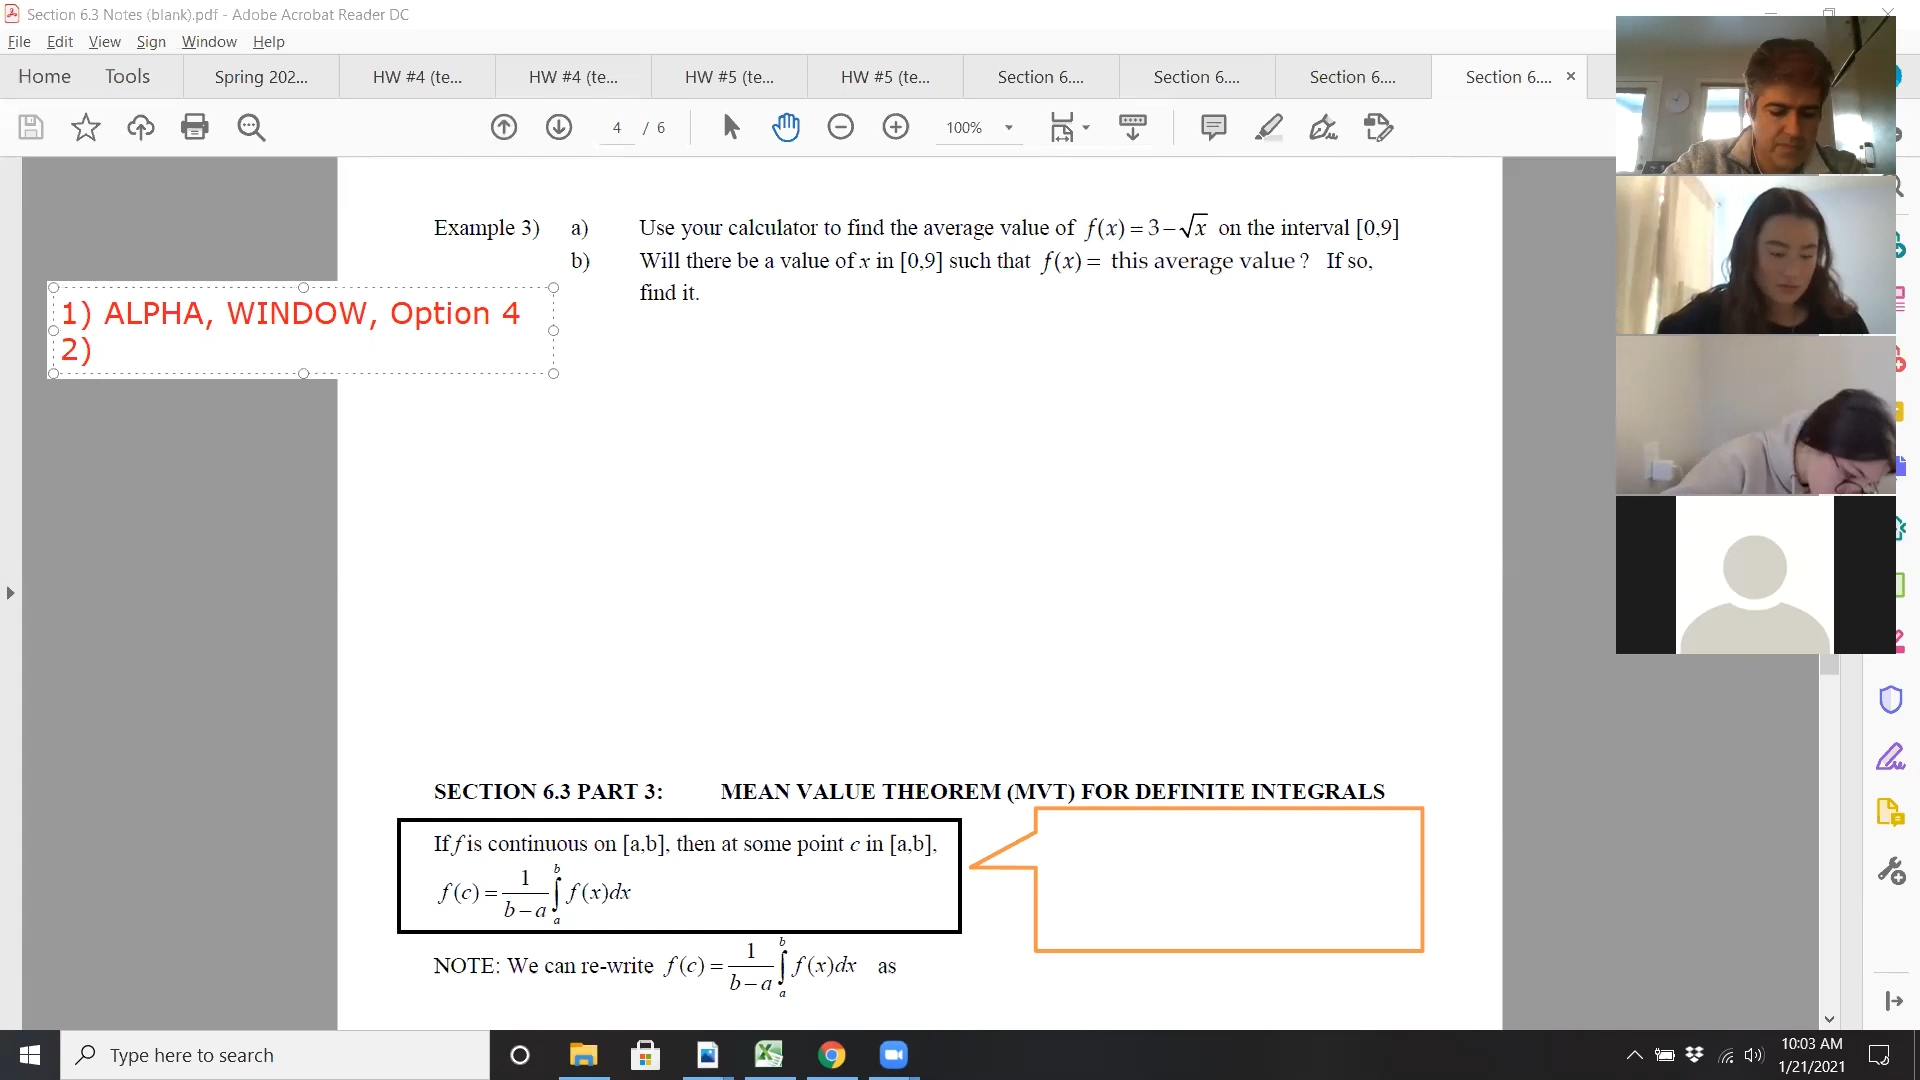 Section 6.3 Notes (blank).pdf - Adobe Acrobat Reader DC
File Edit View Sign Window Help
Home Tools Spring 202... HW #4 (te... HW #4 (te... HW #5 (te... HW #5 (te... Section 6.... Section 6.... Section 6.... Section 6.... ×
4 / 6 100%
Example 3) a) Use your calculator to find the average value of f(x) = 3 − √x on the interval [0,9]
b) Will there be a value of x in [0,9] such that f(x) = this average value ? If so,
find it.
1) ALPHA, WINDOW, Option 4
2)
SECTION 6.3 PART 3: MEAN VALUE THEOREM (MVT) FOR DEFINITE INTEGRALS
If f is continuous on [a,b], then at some point c in [a,b],
f(c) = 1/(b − a) ∫_a^b f(x)dx
NOTE: We can re-write f(c) = 1/(b − a) ∫_a^b f(x)dx as
Type here to search
10:03 AM
1/21/2021